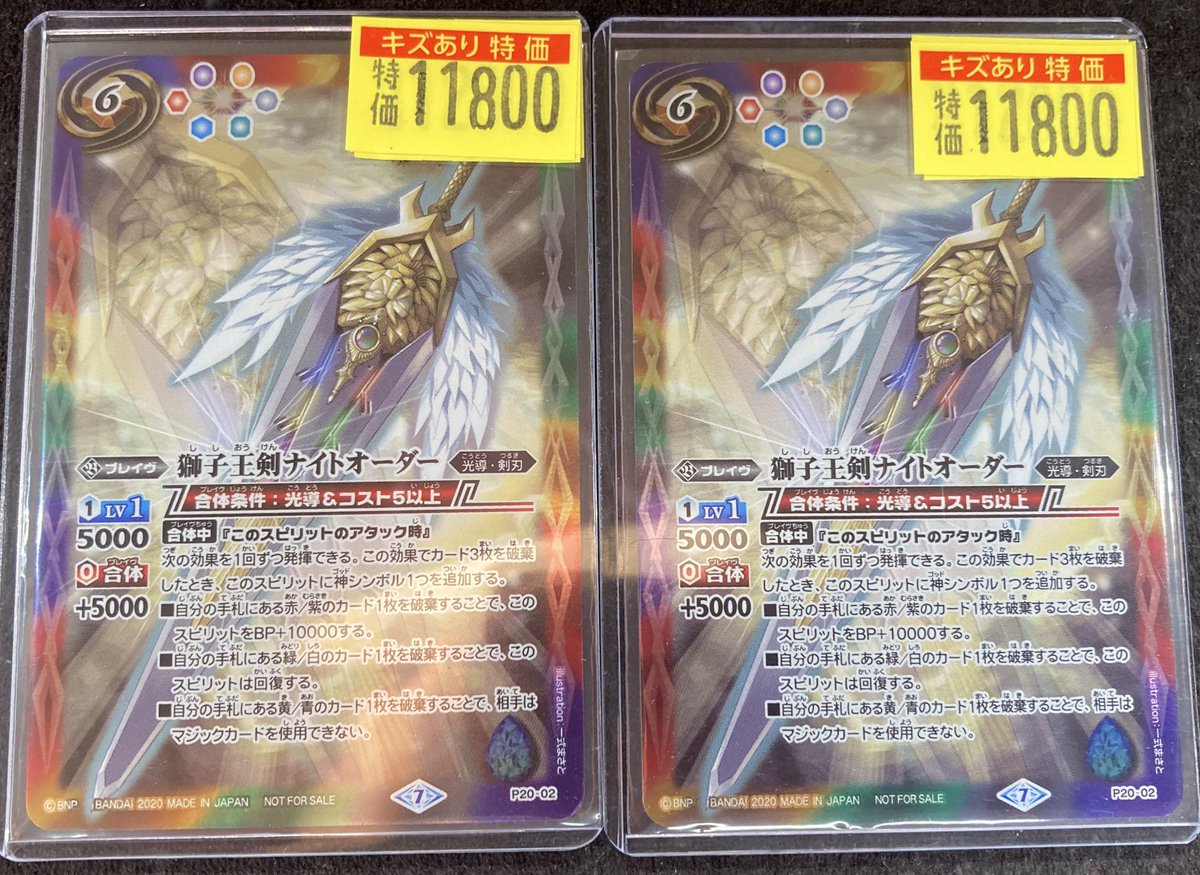 キズあり特価
特価 11800
6
ブレイヴ
獅子王剣ナイトオーダー
光導・剣刃
合体条件：光導&コスト5以上
1 LV1
5000
合体中『このスピリットのアタック時』
次の効果を1回ずつ発揮できる。この効果でカード3枚を破棄
したとき、このスピリットに神シンボル1つを追加する。
0 合体
+5000
■自分の手札にある赤/紫のカード1枚を破棄することで、この
スピリットをBP+10000する。
■自分の手札にある緑/白のカード1枚を破棄することで、この
スピリットは回復する。
■自分の手札にある黄/青のカード1枚を破棄することで、相手は
マジックカードを使用できない。
illustration:一式まさと
©BNP BANDAI 2020 MADE IN JAPAN NOT FOR SALE
7
P20-02
キズあり特価
特価 11800
6
ブレイヴ
獅子王剣ナイトオーダー
光導・剣刃
合体条件：光導&コスト5以上
1 LV1
5000
合体中『このスピリットのアタック時』
次の効果を1回ずつ発揮できる。この効果でカード3枚を破棄
したとき、このスピリットに神シンボル1つを追加する。
0 合体
+5000
■自分の手札にある赤/紫のカード1枚を破棄することで、この
スピリットをBP+10000する。
■自分の手札にある緑/白のカード1枚を破棄することで、この
スピリットは回復する。
■自分の手札にある黄/青のカード1枚を破棄することで、相手は
マジックカードを使用できない。
illustration:一式まさと
©BNP BANDAI 2020 MADE IN JAPAN NOT FOR SALE
7
P20-02